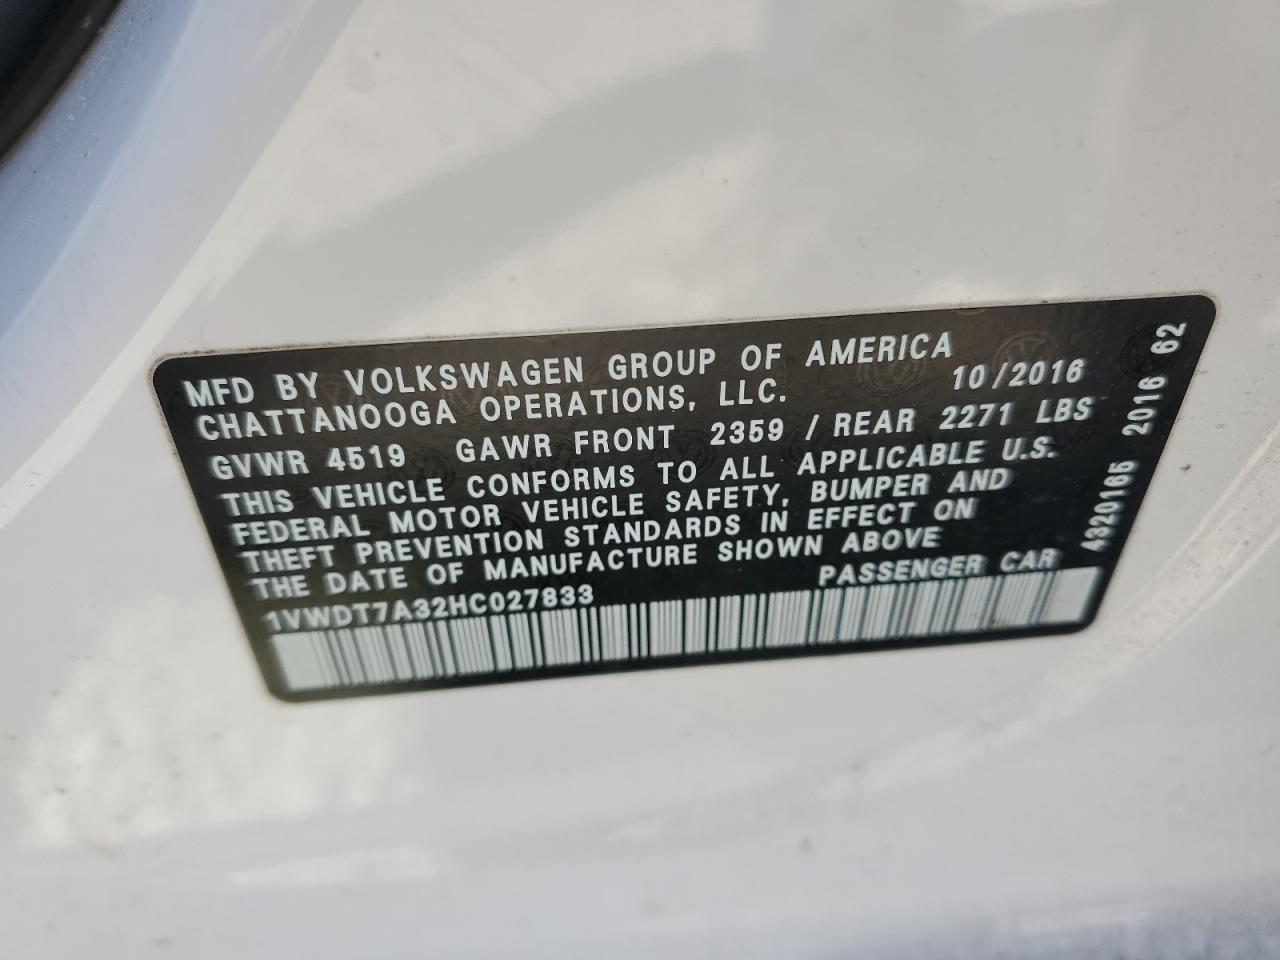 MFD BY VOLKSWAGEN GROUP OF AMERICA
CHATTANOOGA OPERATIONS, LLC. 10/2016
GVWR 4519 GAWR FRONT 2359 / REAR 2271 LBS
THIS VEHICLE CONFORMS TO ALL APPLICABLE U.S.
FEDERAL MOTOR VEHICLE SAFETY, BUMPER AND
THEFT PREVENTION STANDARDS IN EFFECT ON
THE DATE OF MANUFACTURE SHOWN ABOVE
1VWDT7A32HC027833 PASSENGER CAR
4320165 2016 62